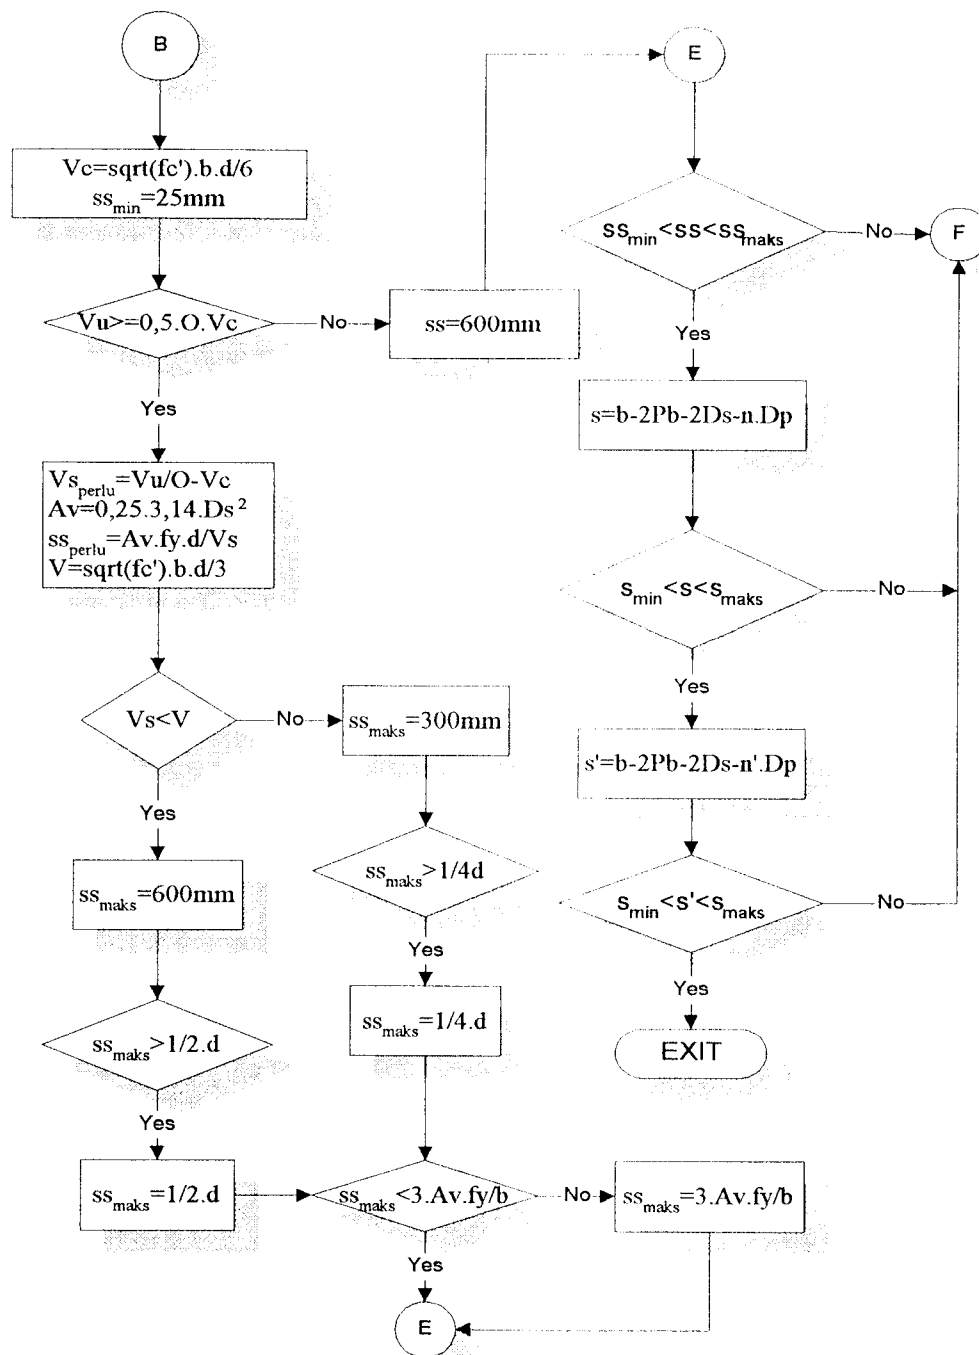 B
Vc=sqrt(fc').b.d/6
ss_min=25mm
Vu>=0,5.O.Vc
No
ss=600mm
Yes
Vs_perlu=Vu/O-Vc
Av=0,25.3,14.Ds²
ss_perlu=Av.fy.d/Vs
V=sqrt(fc').b.d/3
Vs<V
No
ss_maks=300mm
Yes
ss_maks=600mm
ss_maks>1/4d
Yes
ss_maks=1/4.d
ss_maks>1/2.d
Yes
ss_maks=1/2.d
ss_maks<3.Av.fy/b
No
ss_maks=3.Av.fy/b
Yes
E
E
ss_min<ss<ss_maks
No
F
Yes
s=b-2Pb-2Ds-n.Dp
s_min<s<s_maks
No
Yes
s'=b-2Pb-2Ds-n'.Dp
s_min<s'<s_maks
No
Yes
EXIT